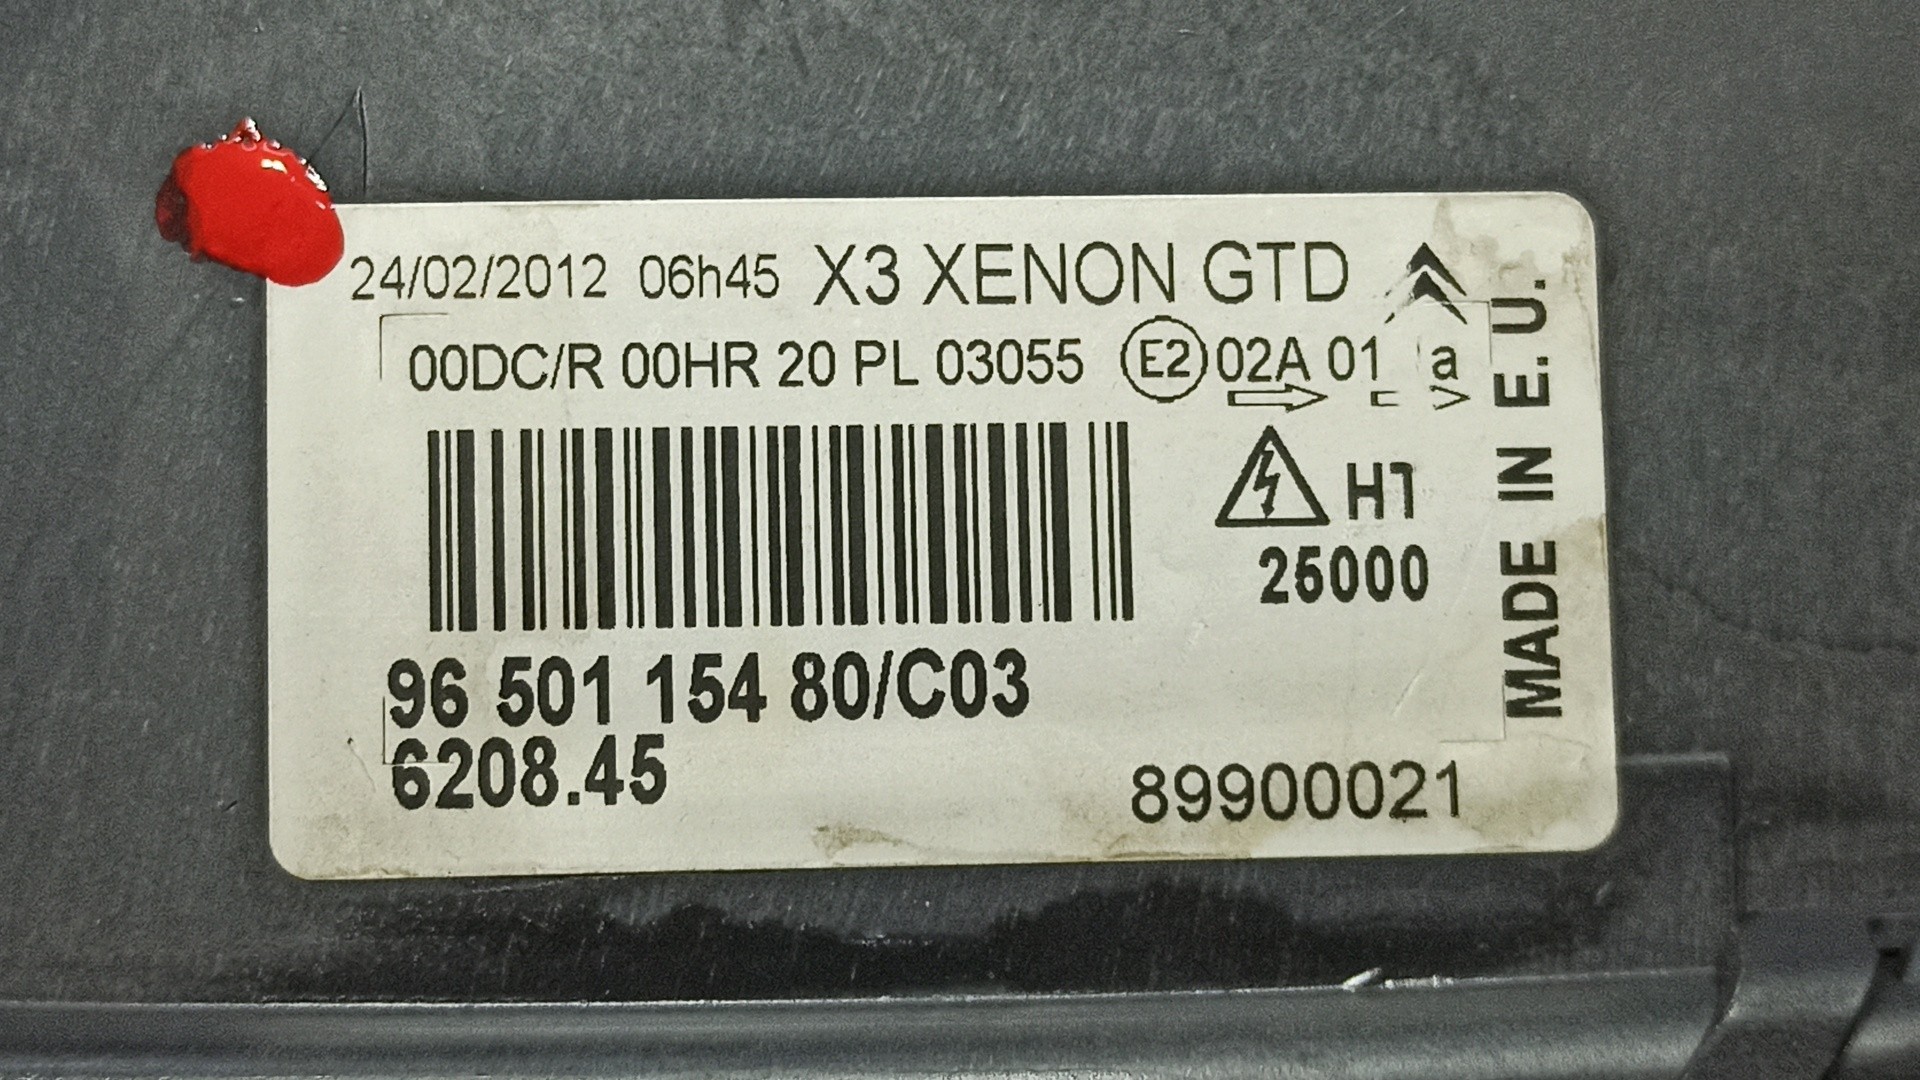 24/02/2012 06h45 X3 XENON GTD
00DC/R 00HR 20 PL 03055 E2 02A 01 a
HT
25000
96 501 154 80/C03
6208.45
89900021
MADE IN E.U.